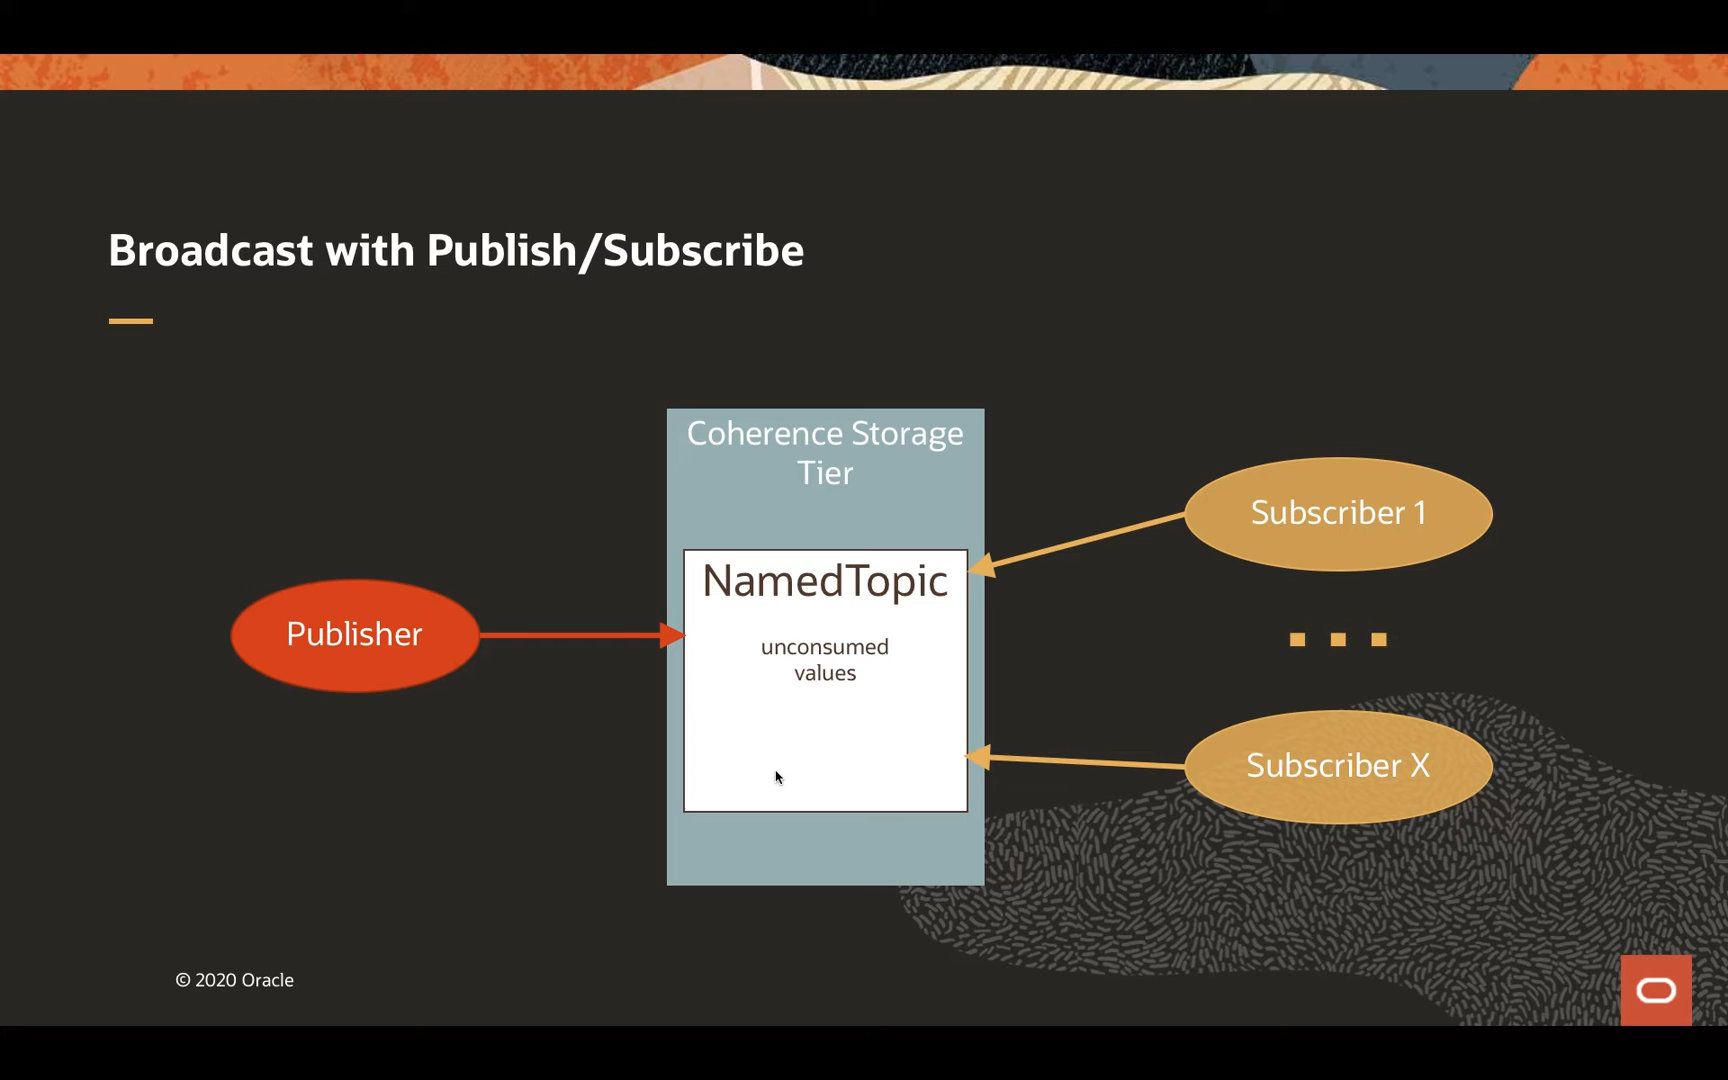 Broadcast with Publish/Subscribe
Coherence Storage
Tier
NamedTopic
unconsumed
values
Publisher
Subscriber 1
Subscriber X
© 2020 Oracle